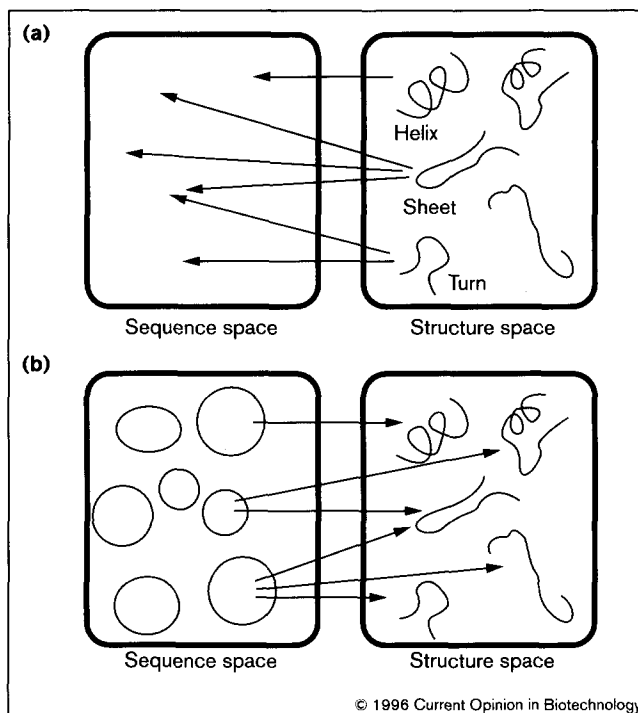 (a)
Helix
Sheet
Turn
Sequence space
Structure space
(b)
Sequence space
Structure space
© 1996 Current Opinion in Biotechnology